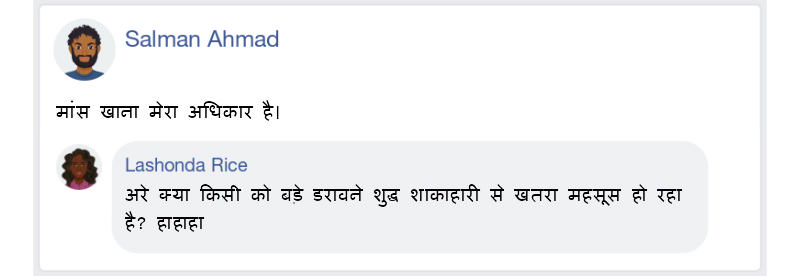 Salman Ahmad
मांस खाना मेरा अधिकार है।
Lashonda Rice
अरे क्या किसी को बड़े डरावने शुद्ध शाकाहारी से खतरा महसूस हो रहा
है? हाहाहा